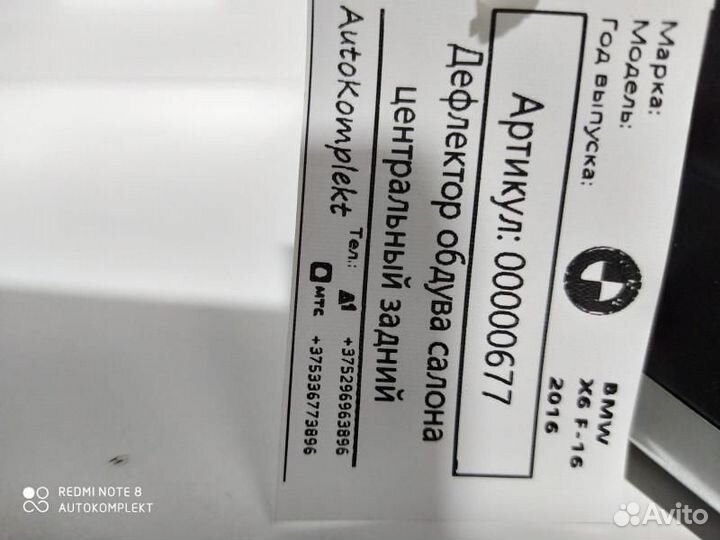 Марка: BMW
Модель: X6 F-16
Год выпуска: 2016
Артикул: 00000677
Дефлектор обдува салона
центральный задний
AutoKomplekt Тел.: A1 +375296963896
МТС +375336773896
REDMI NOTE 8
AUTOKOMPLEKT
Avito